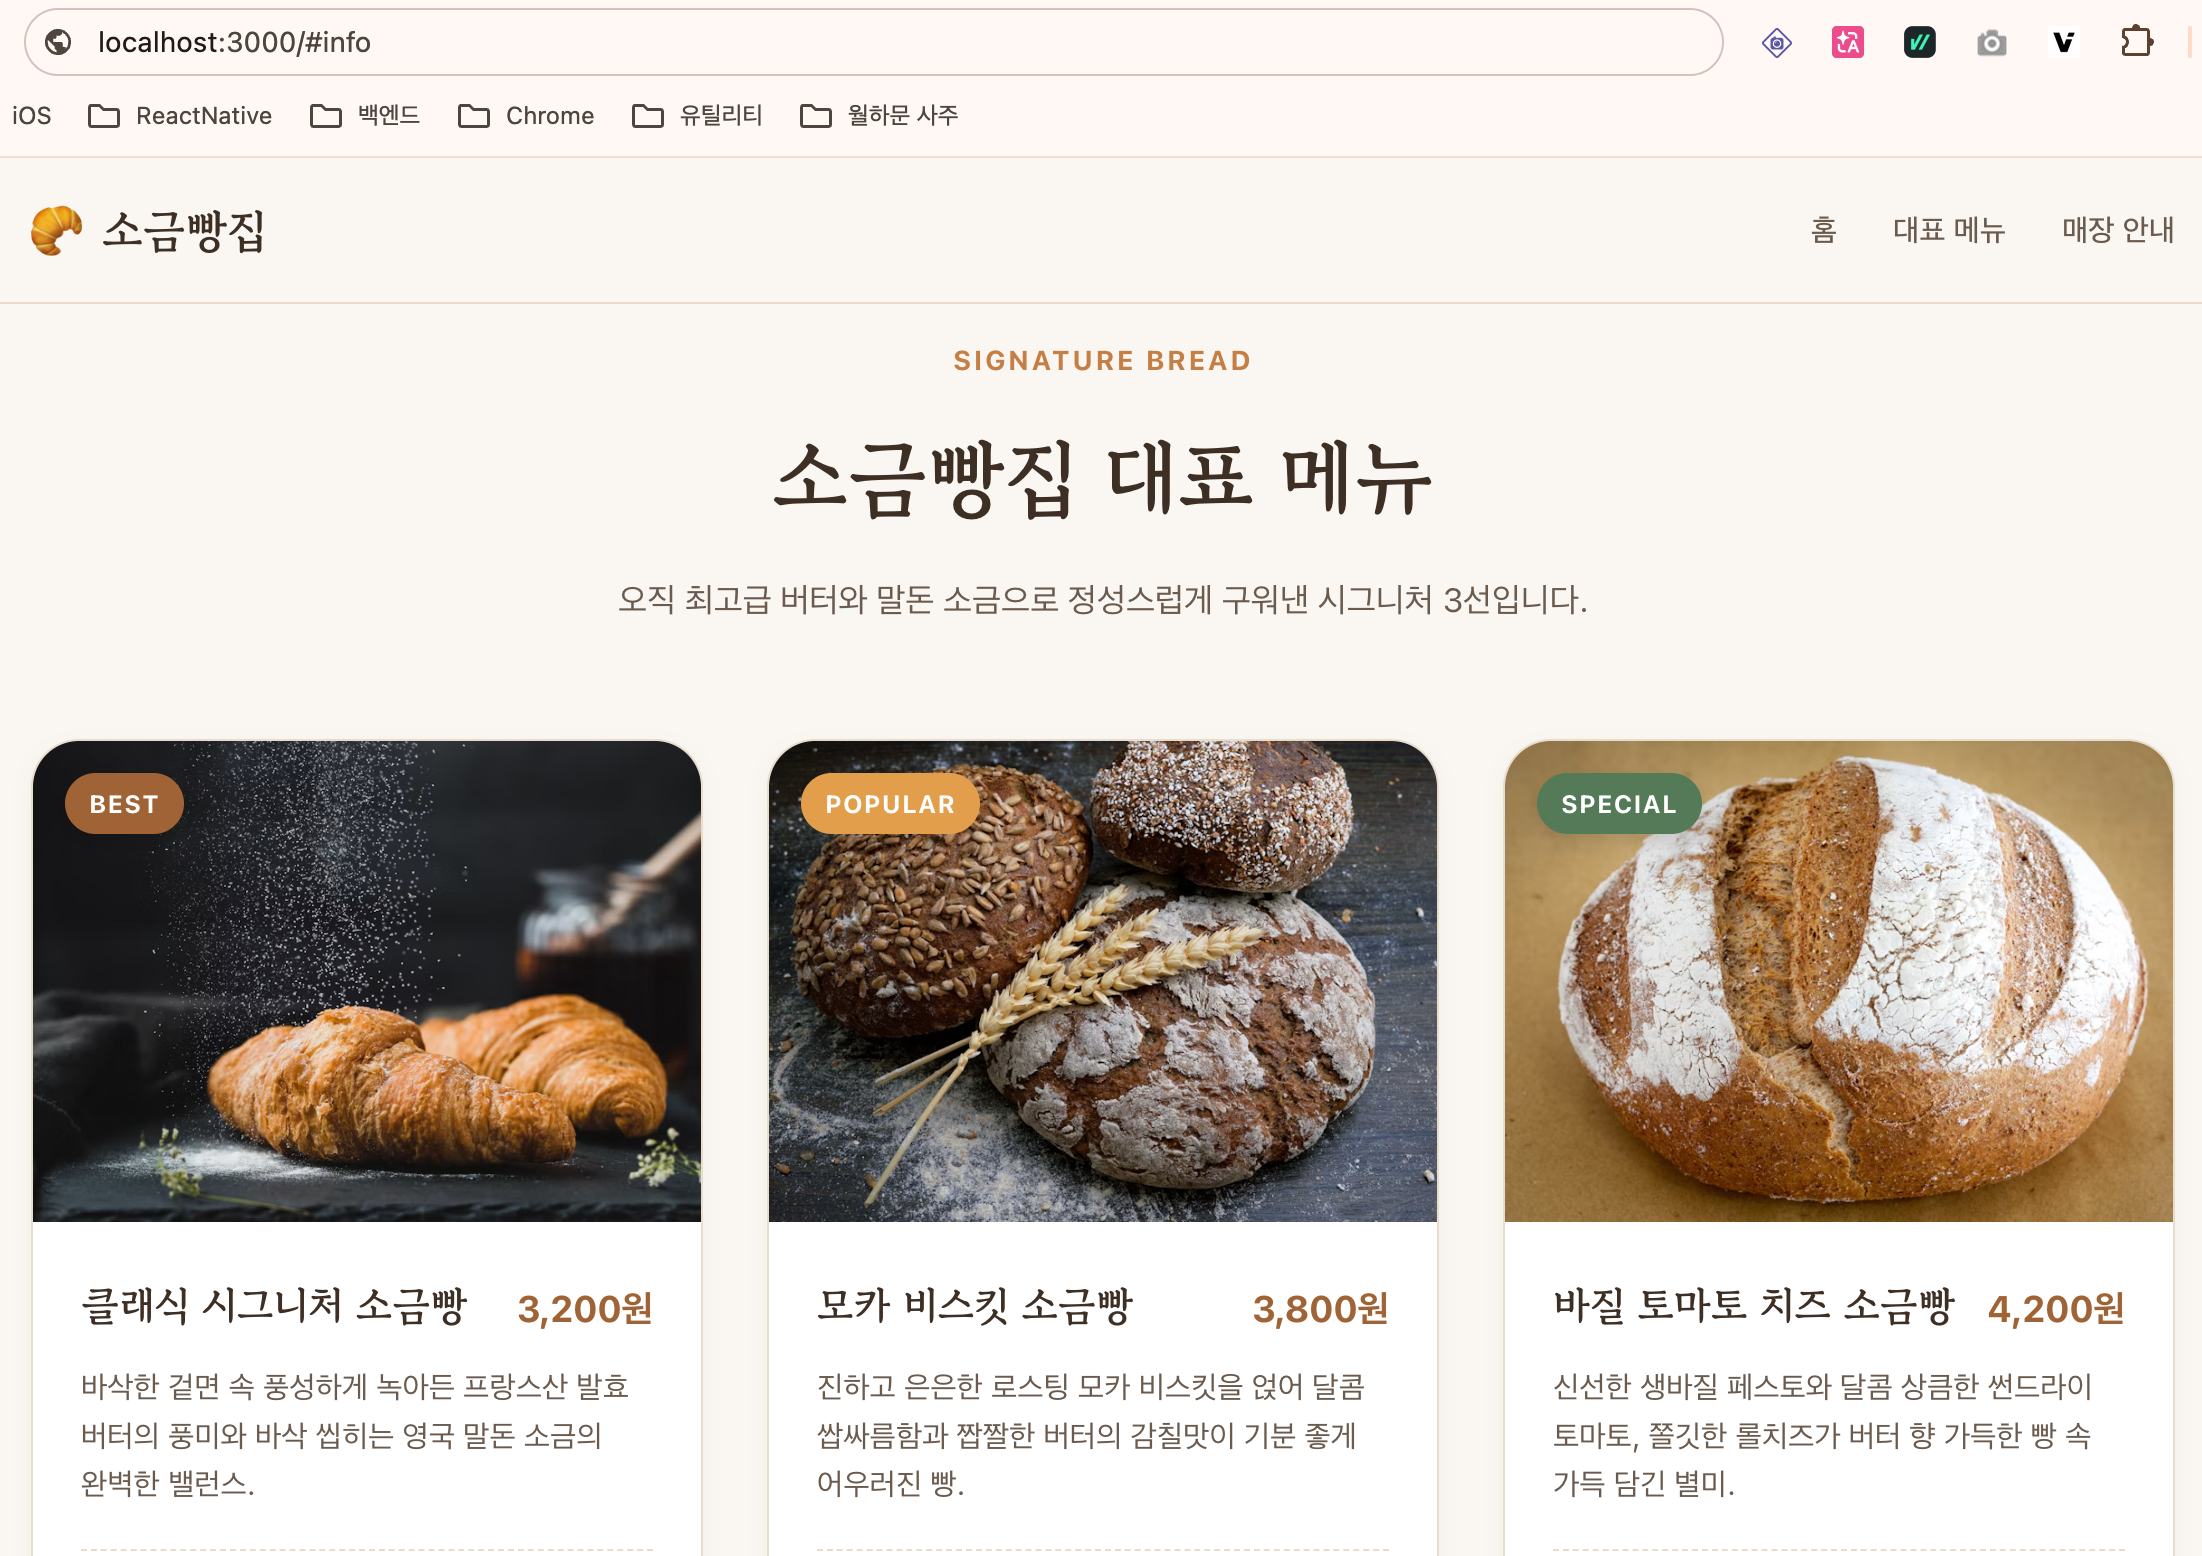 localhost:3000/#info
iOS ReactNative 백엔드 Chrome 유틸리티 월하문 사주
소금빵집 홈 대표 메뉴 매장 안내
SIGNATURE BREAD
소금빵집 대표 메뉴
오직 최고급 버터와 말돈 소금으로 정성스럽게 구워낸 시그니처 3선입니다.
BEST
POPULAR
SPECIAL
클래식 시그니처 소금빵 3,200원
바삭한 겉면 속 풍성하게 녹아든 프랑스산 발효
버터의 풍미와 바삭 씹히는 영국 말돈 소금의
완벽한 밸런스.
모카 비스킷 소금빵 3,800원
진하고 은은한 로스팅 모카 비스킷을 얹어 달콤
쌉싸름함과 짭짤한 버터의 감칠맛이 기분 좋게
어우러진 빵.
바질 토마토 치즈 소금빵 4,200원
신선한 생바질 페스토와 달콤 상큼한 썬드라이
토마토, 쫄깃한 롤치즈가 버터 향 가득한 빵 속
가득 담긴 별미.